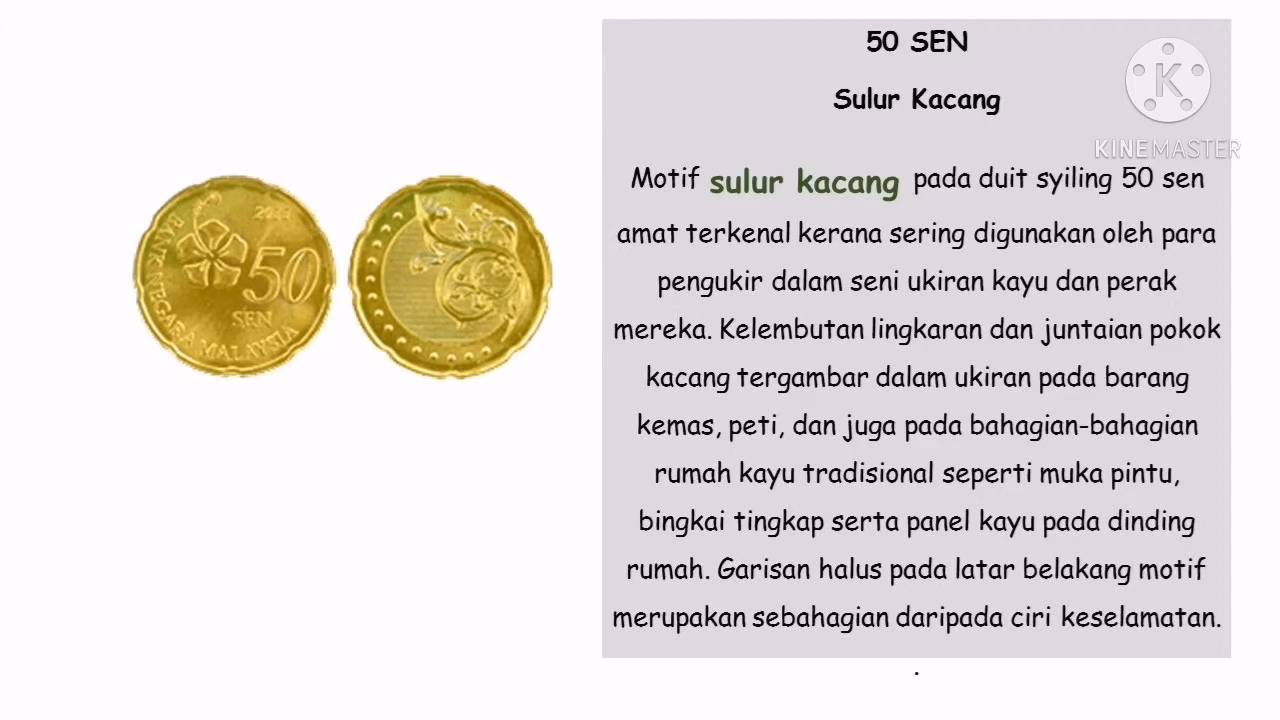 50 SEN
Sulur Kacang
K
KINEMASTER
Motif sulur kacang pada duit syiling 50 sen
amat terkenal kerana sering digunakan oleh para
pengukir dalam seni ukiran kayu dan perak
mereka. Kelembutan lingkaran dan juntaian pokok
kacang tergambar dalam ukiran pada barang
kemas, peti, dan juga pada bahagian-bahagian
rumah kayu tradisional seperti muka pintu,
bingkai tingkap serta panel kayu pada dinding
rumah. Garisan halus pada latar belakang motif
merupakan sebahagian daripada ciri keselamatan.
.
50
SEN
BANK NEGARA MALAYSIA